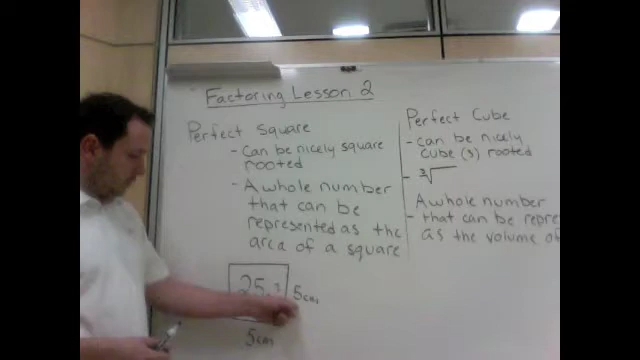 Factoring Lesson 2
Perfect Square
- Can be nicely square
rooted
- A whole number
that can be
represented as the
area of a square
25
5cm
5cm
Perfect Cube
- can be nicely
cube (3) rooted
- ³√
A whole number
- that can be repre
as the volume of